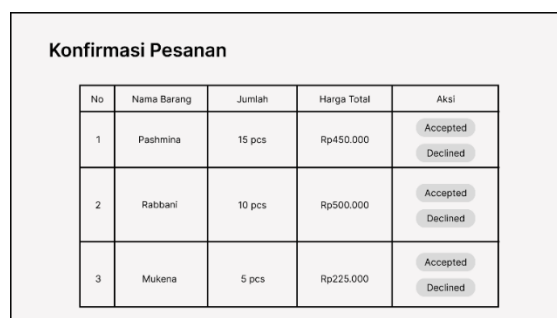 Konfirmasi Pesanan
No Nama Barang Jumlah Harga Total Aksi
1 Pashmina 15 pcs Rp450.000 Accepted
Declined
2 Rabbani 10 pcs Rp500.000 Accepted
Declined
3 Mukena 5 pcs Rp225.000 Accepted
Declined